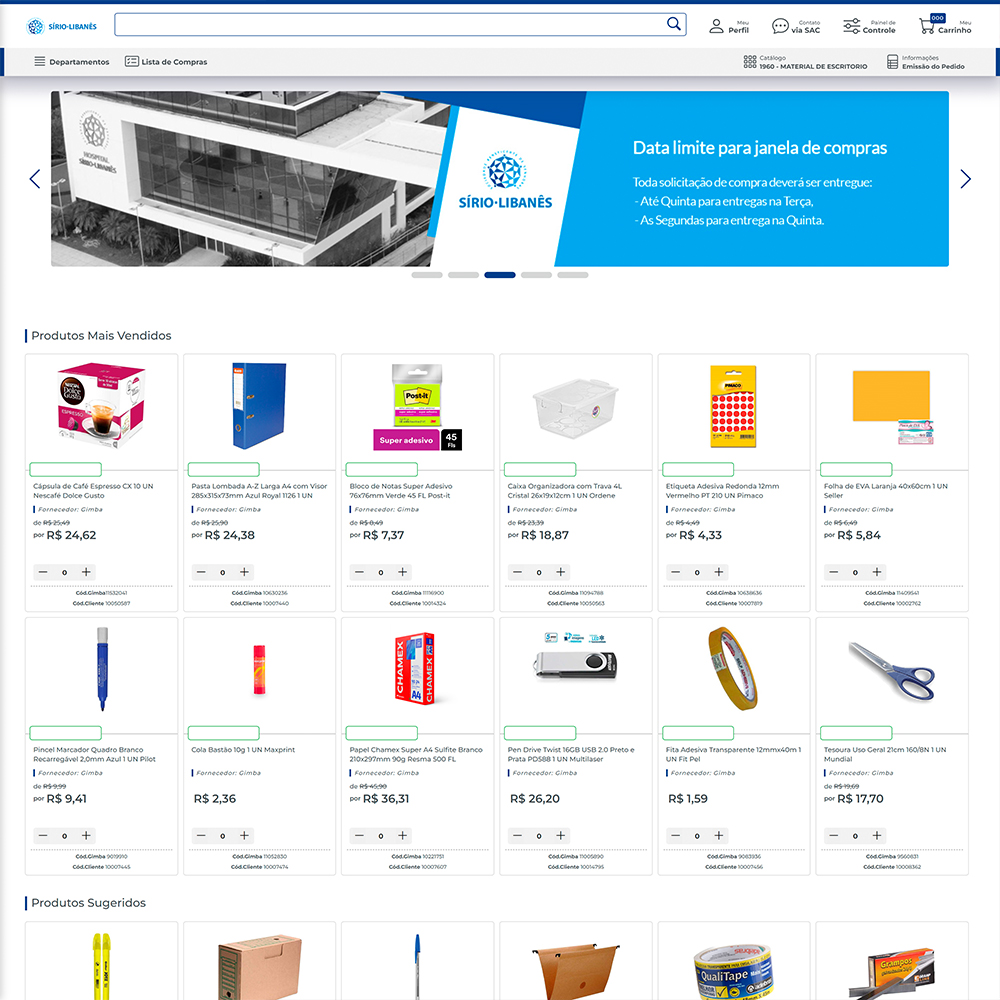 SÍRIO-LIBANÊS
Meu
Perfil
Contato
via SAC
Painel de
Controle
000
Meu
Carrinho
Departamentos
Lista de Compras
Catálogo
1960 - MATERIAL DE ESCRITORIO
Informações
Emissão do Pedido
HOSPITAL
SÍRIO-LIBANÊS
SÍRIO-LIBANÊS
Data limite para janela de compras
Toda solicitação de compra deverá ser entregue:
- Até Quinta para entregas na Terça,
- As Segundas para entrega na Quinta.
Produtos Mais Vendidos
NESCAFÉ
Dolce
Gusto
ESPRESSO
Post-it
Super adesivo
45
Fls
PIMACO
Cápsula de Café Espresso CX 10 UN
Nescafé Dolce Gusto
Fornecedor: Gimba
de R$ 25,49
por R$ 24,62
0
Cód.Gimba11532041
Cód.Cliente 10050587
Pasta Lombada A-Z Larga A4 com Visor
285x315x73mm Azul Royal 1126 1 UN
Fornecedor: Gimba
de R$ 25,90
por R$ 24,38
0
Cód.Gimba 10630236
Cód.Cliente 10007440
Bloco de Notas Super Adesivo
76x76mm Verde 45 FL Post-it
Fornecedor: Gimba
de R$ 8,49
por R$ 7,37
0
Cód.Gimba 11116900
Cód.Cliente 10014324
Caixa Organizadora com Trava 4L
Cristal 26x19x12cm 1 UN Ordene
Fornecedor: Gimba
de R$ 23,39
por R$ 18,87
0
Cód.Gimba 11094788
Cód.Cliente 10050563
Etiqueta Adesiva Redonda 12mm
Vermelho PT 210 UN Pimaco
Fornecedor: Gimba
de R$ 4,49
por R$ 4,33
0
Cód.Gimba 10638636
Cód.Cliente 10007819
Folha de EVA Laranja 40x60cm 1 UN
Seller
Fornecedor: Gimba
de R$ 6,49
por R$ 5,84
0
Cód.Gimba 11409541
Cód.Cliente 10002762
CHAMEX
CHAMEX
A4
Pincel Marcador Quadro Branco
Recarregável 2,0mm Azul 1 UN Pilot
Fornecedor: Gimba
de R$ 9,99
por R$ 9,41
0
Cód.Gimba 9019910
Cód.Cliente 10007445
Cola Bastão 10g 1 UN Maxprint
Fornecedor: Gimba
R$ 2,36
0
Cód.Gimba 11052830
Cód.Cliente 10007474
Papel Chamex Super A4 Sulfite Branco
210x297mm 90g Resma 500 FL
Fornecedor: Gimba
de R$ 45,90
por R$ 36,31
0
Cód.Gimba 10221751
Cód.Cliente 10007607
Pen Drive Twist 16GB USB 2.0 Preto e
Prata PD588 1 UN Multilaser
Fornecedor: Gimba
R$ 26,20
0
Cód.Gimba 11005890
Cód.Cliente 10014795
Fita Adesiva Transparente 12mmx40m 1
UN Fit Pel
Fornecedor: Gimba
R$ 1,59
0
Cód.Gimba 9083936
Cód.Cliente 10007456
Tesoura Uso Geral 21cm 160/8N 1 UN
Mundial
Fornecedor: Gimba
de R$ 19,69
por R$ 17,70
0
Cód.Gimba 9560831
Cód.Cliente 10008362
Produtos Sugeridos
QualiTape
Grampos